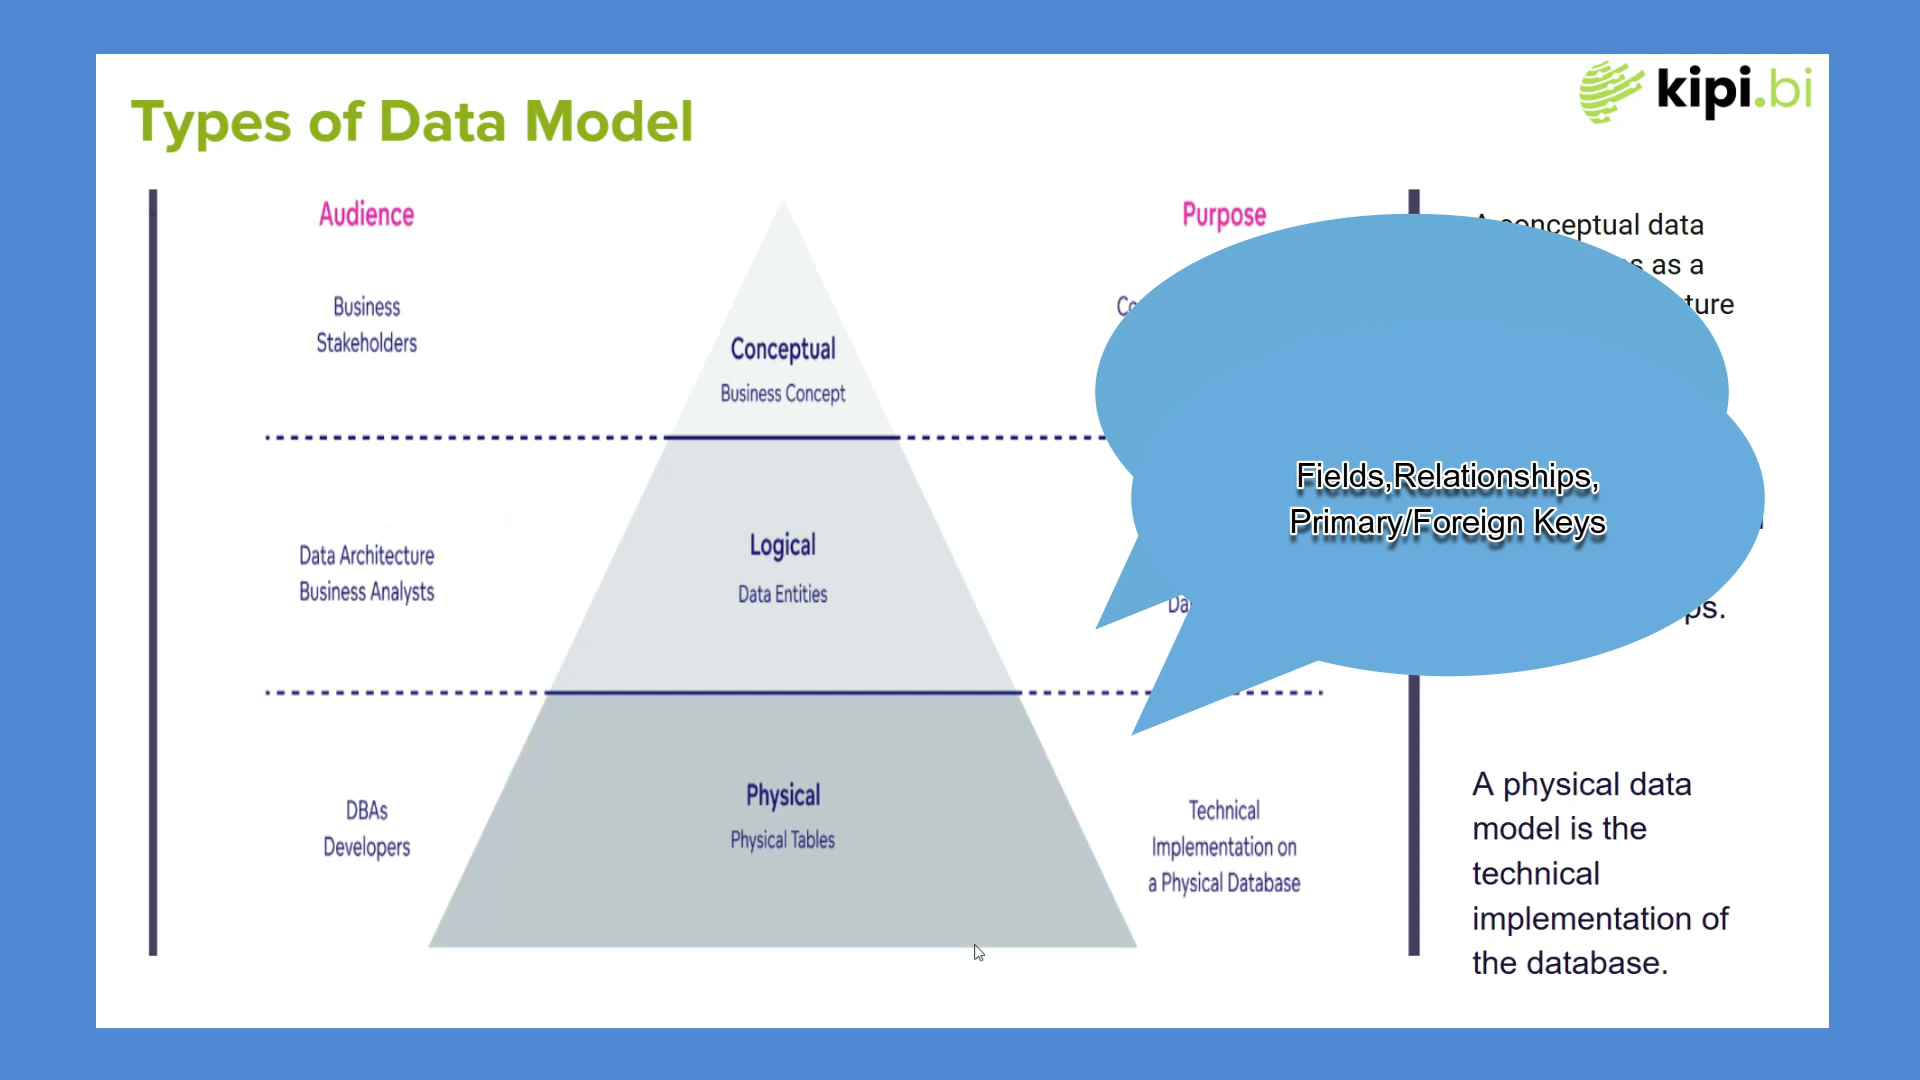 Types of Data Model
kipi.bi
Audience
Purpose
Business
Stakeholders
Conceptual
Business Concept
Data Architecture
Business Analysts
Logical
Data Entities
DBAs
Developers
Physical
Physical Tables
Technical
Implementation on
a Physical Database
Fields,Relationships,
Primary/Foreign Keys
conceptual data
as a
A physical data
model is the
technical
implementation of
the database.